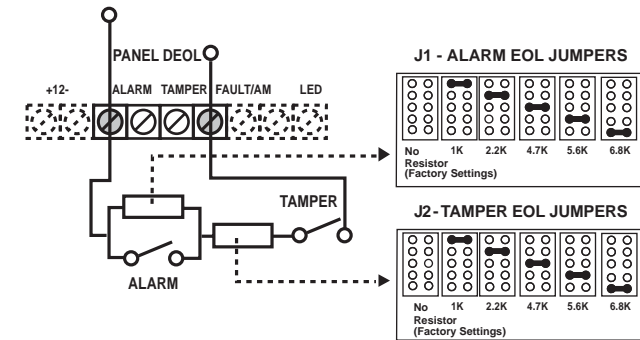 PANEL DEOL
+12- ALARM TAMPER FAULT/AM LED
TAMPER
ALARM
J1 - ALARM EOL JUMPERS
No 1K 2.2K 4.7K 5.6K 6.8K
Resistor
(Factory Settings)
J2-TAMPER EOL JUMPERS
No 1K 2.2K 4.7K 5.6K 6.8K
Resistor
(Factory Settings)